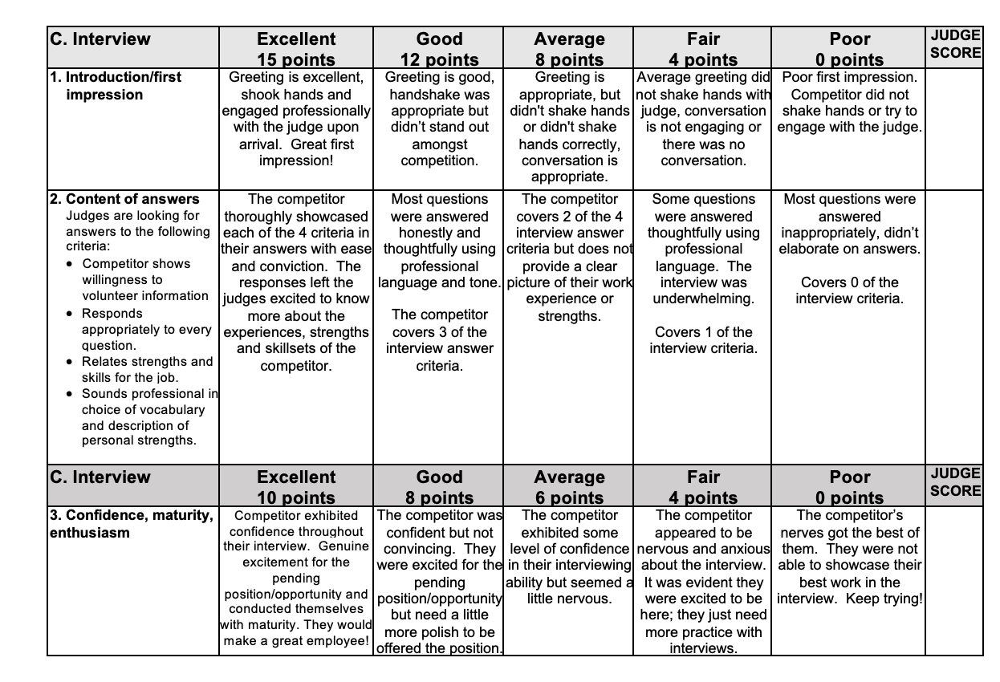 C. Interview
Excellent
15 points
Good
12 points
Average
8 points
Fair
4 points
Poor
0 points
JUDGE
SCORE
1. Introduction/first
impression
Greeting is excellent,
shook hands and
engaged professionally
with the judge upon
arrival.  Great first
impression!
Greeting is good,
handshake was
appropriate but
didn’t stand out
amongst
competition.
Greeting is
appropriate, but
didn't shake hands
or didn't shake
hands correctly,
conversation is
appropriate.
Average greeting did
not shake hands with
judge, conversation
is not engaging or
there was no
conversation.
Poor first impression.
Competitor did not
shake hands or try to
engage with the judge.
2. Content of answers
Judges are looking for
answers to the following
criteria:
• Competitor shows
willingness to
volunteer information
• Responds
appropriately to every
question.
• Relates strengths and
skills for the job.
• Sounds professional in
choice of vocabulary
and description of
personal strengths.
The competitor
thoroughly showcased
each of the 4 criteria in
their answers with ease
and conviction.  The
responses left the
judges excited to know
more about the
experiences, strengths
and skillsets of the
competitor.
Most questions
were answered
honestly and
thoughtfully using
professional
language and tone.
The competitor
covers 3 of the
interview answer
criteria.
The competitor
covers 2 of the 4
interview answer
criteria but does not
provide a clear
picture of their work
experience or
strengths.
Some questions
were answered
thoughtfully using
professional
language.  The
interview was
underwhelming.
Covers 1 of the
interview criteria.
Most questions were
answered
inappropriately, didn’t
elaborate on answers.
Covers 0 of the
interview criteria.
C. Interview
Excellent
10 points
Good
8 points
Average
6 points
Fair
4 points
Poor
0 points
JUDGE
SCORE
3. Confidence, maturity,
enthusiasm
Competitor exhibited
confidence throughout
their interview.  Genuine
excitement for the
pending
position/opportunity and
conducted themselves
with maturity. They would
make a great employee!
The competitor was
confident but not
convincing.  They
were excited for the
pending
position/opportunity
but need a little
more polish to be
offered the position.
The competitor
exhibited some
level of confidence
in their interviewing
ability but seemed a
little nervous.
The competitor
appeared to be
nervous and anxious
about the interview.
It was evident they
were excited to be
here; they just need
more practice with
interviews.
The competitor’s
nerves got the best of
them.  They were not
able to showcase their
best work in the
interview.  Keep trying!